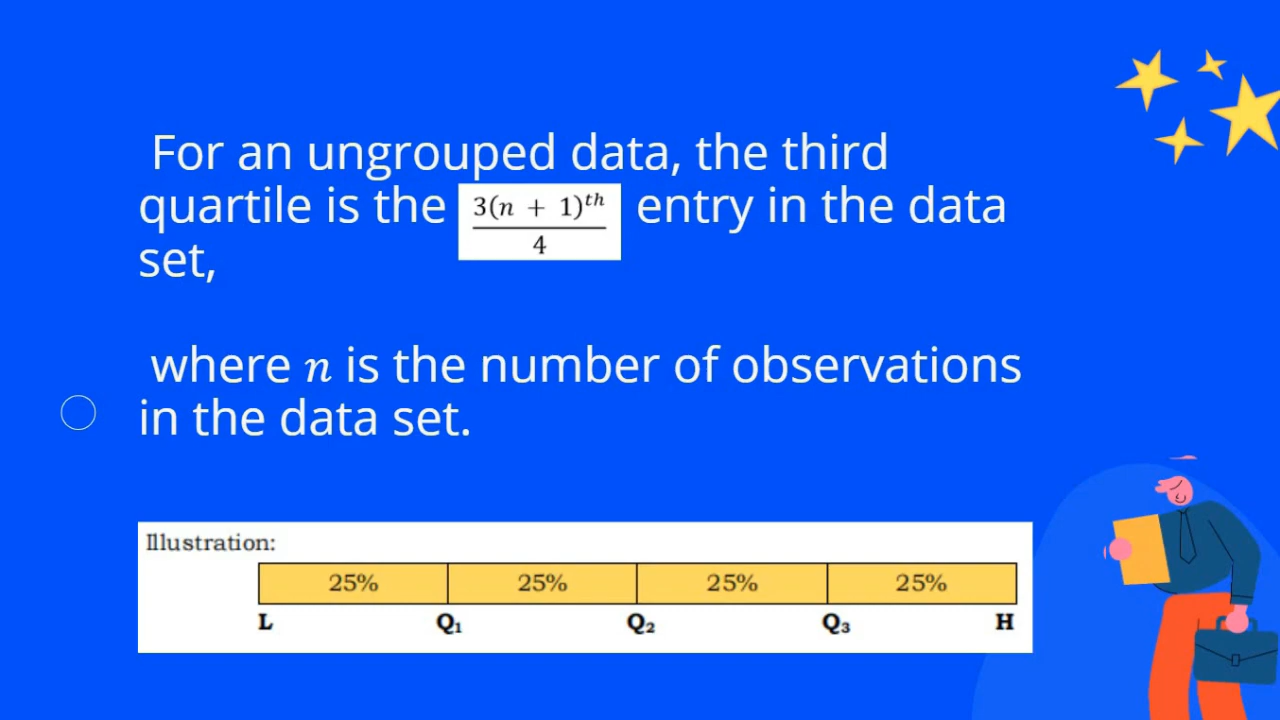 For an ungrouped data, the third
quartile is the 3(n + 1)ᵗʰ / 4 entry in the data
set,
where n is the number of observations
in the data set.
Illustration:
25% 25% 25% 25%
L Q₁ Q₂ Q₃ H